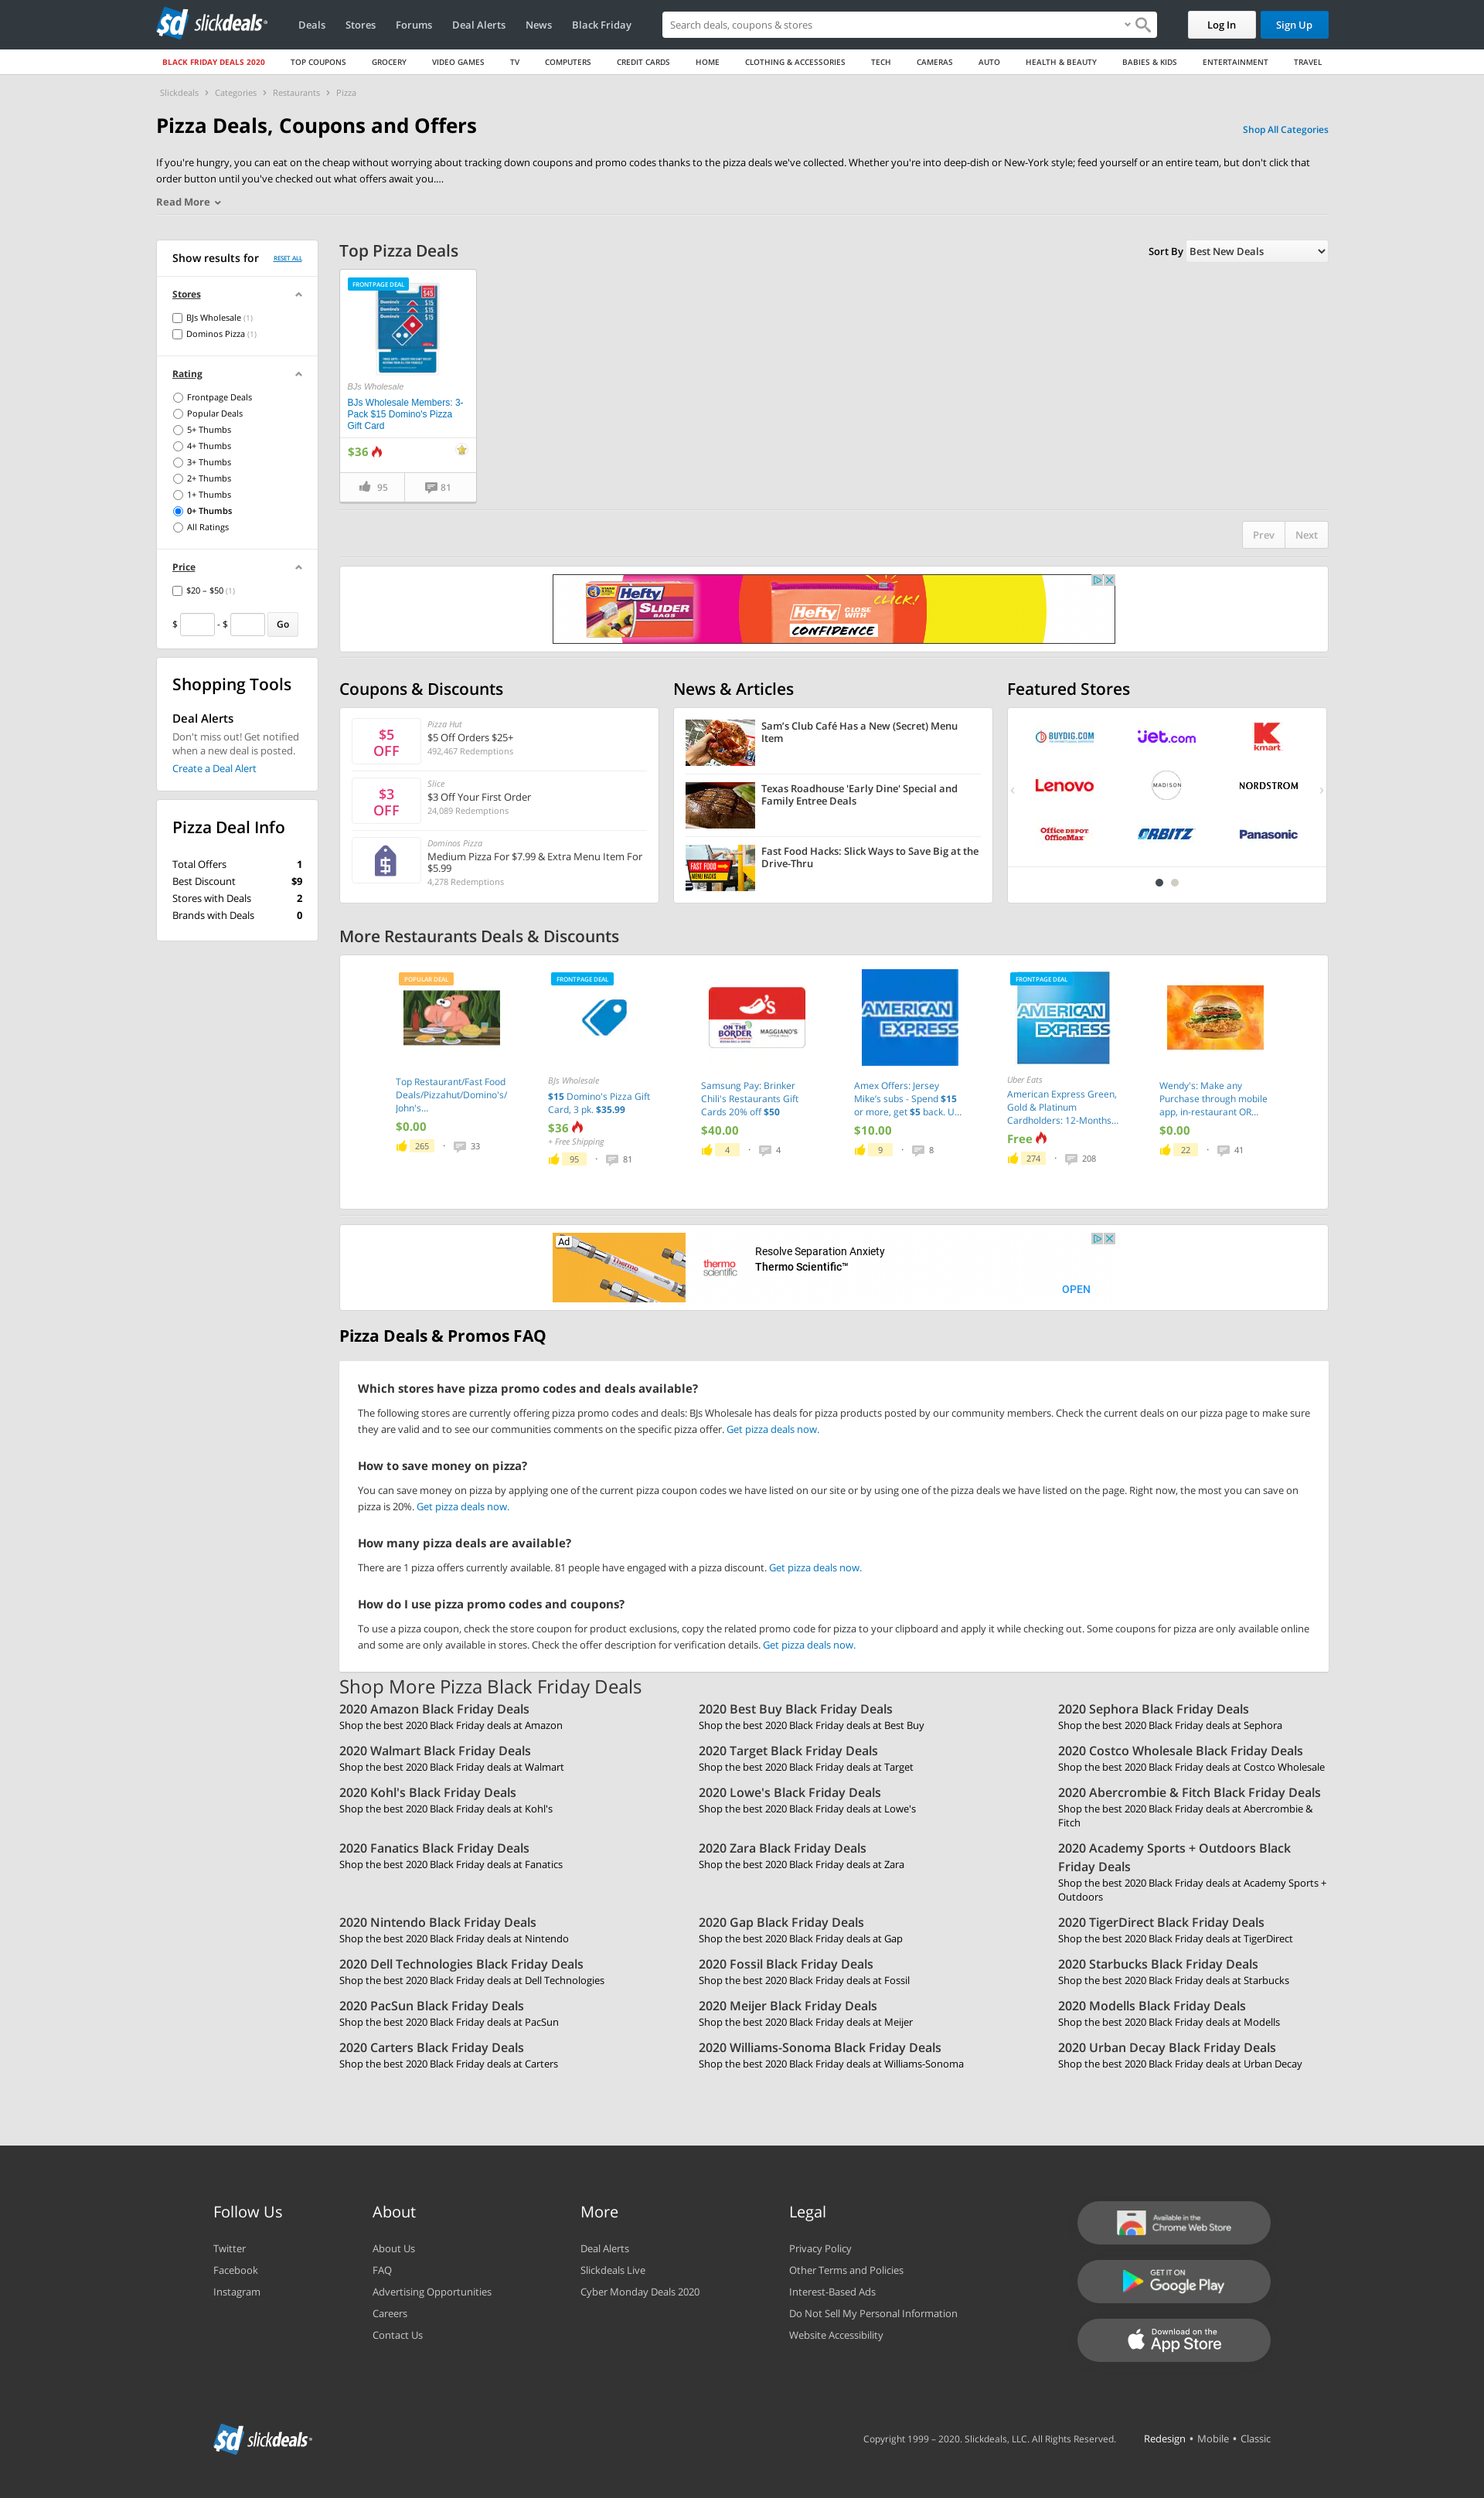 sd slickdeals
Deals
Stores
Forums
Deal Alerts
News
Black Friday
Search deals, coupons & stores
Log In
Sign Up
BLACK FRIDAY DEALS 2020
TOP COUPONS
GROCERY
VIDEO GAMES
TV
COMPUTERS
CREDIT CARDS
HOME
CLOTHING & ACCESSORIES
TECH
CAMERAS
AUTO
HEALTH & BEAUTY
BABIES & KIDS
ENTERTAINMENT
TRAVEL
Slickdeals › Categories › Restaurants › Pizza
Pizza Deals, Coupons and Offers
Shop All Categories
If you're hungry, you can eat on the cheap without worrying about tracking down coupons and promo codes thanks to the pizza deals we've collected. Whether you're into deep-dish or New-York style; feed yourself or an entire team, but don't click that
order button until you've checked out what offers await you....
Read More
Show results for
RESET ALL
Stores
BJs Wholesale (1)
Dominos Pizza (1)
Rating
Frontpage Deals
Popular Deals
5+ Thumbs
4+ Thumbs
3+ Thumbs
2+ Thumbs
1+ Thumbs
0+ Thumbs
All Ratings
Price
$20 – $50 (1)
$ - $ Go
Shopping Tools
Deal Alerts
Don't miss out! Get notified
when a new deal is posted.
Create a Deal Alert
Pizza Deal Info
Total Offers 1
Best Discount $9
Stores with Deals 2
Brands with Deals 0
Top Pizza Deals
Sort By Best New Deals
FRONTPAGE DEAL
$45
Domino's $15
Domino's $15
Domino's $15
BJs Wholesale
BJs Wholesale Members: 3-
Pack $15 Domino's Pizza
Gift Card
$36
95
81
Prev
Next
Hefty
SLIDER
BAGS
Hefty
CLOSE
WITH
CONFIDENCE
CLICK!
Coupons & Discounts
$5
OFF
Pizza Hut
$5 Off Orders $25+
492,467 Redemptions
$3
OFF
Slice
$3 Off Your First Order
24,089 Redemptions
$
Dominos Pizza
Medium Pizza For $7.99 & Extra Menu Item For
$5.99
4,278 Redemptions
News & Articles
Sam's Club Café Has a New (Secret) Menu
Item
Texas Roadhouse 'Early Dine' Special and
Family Entree Deals
FAST FOOD
MENU HACKS
Fast Food Hacks: Slick Ways to Save Big at the
Drive-Thru
Featured Stores
BUYDIG.COM
jet.com
K
kmart
Lenovo
MADISON
NORDSTROM
Office DEPOT
OfficeMax
ORBITZ
Panasonic
More Restaurants Deals & Discounts
POPULAR DEAL
Top Restaurant/Fast Food
Deals/Pizzahut/Domino's/
John's...
$0.00
265 · 33
FRONTPAGE DEAL
BJs Wholesale
$15 Domino's Pizza Gift
Card, 3 pk. $35.99
$36
+ Free Shipping
95 · 81
ON THE
BORDER
MAGGIANO'S
Samsung Pay: Brinker
Chili's Restaurants Gift
Cards 20% off $50
$40.00
4 · 4
AMERICAN
EXPRESS
Amex Offers: Jersey
Mike's subs - Spend $15
or more, get $5 back. U...
$10.00
9 · 8
FRONTPAGE DEAL
AMERICAN
EXPRESS
Uber Eats
American Express Green,
Gold & Platinum
Cardholders: 12-Months...
Free
274 · 208
Wendy's: Make any
Purchase through mobile
app, in-restaurant OR...
$0.00
22 · 41
Ad
thermo
scientific
Resolve Separation Anxiety
Thermo Scientific™
OPEN
Pizza Deals & Promos FAQ
Which stores have pizza promo codes and deals available?
The following stores are currently offering pizza promo codes and deals: BJs Wholesale has deals for pizza products posted by our community members. Check the current deals on our pizza page to make sure
they are valid and to see our communities comments on the specific pizza offer. Get pizza deals now.
How to save money on pizza?
You can save money on pizza by applying one of the current pizza coupon codes we have listed on our site or by using one of the pizza deals we have listed on the page. Right now, the most you can save on
pizza is 20%. Get pizza deals now.
How many pizza deals are available?
There are 1 pizza offers currently available. 81 people have engaged with a pizza discount. Get pizza deals now.
How do I use pizza promo codes and coupons?
To use a pizza coupon, check the store coupon for product exclusions, copy the related promo code for pizza to your clipboard and apply it while checking out. Some coupons for pizza are only available online
and some are only available in stores. Check the offer description for verification details. Get pizza deals now.
Shop More Pizza Black Friday Deals
2020 Amazon Black Friday Deals
Shop the best 2020 Black Friday deals at Amazon
2020 Best Buy Black Friday Deals
Shop the best 2020 Black Friday deals at Best Buy
2020 Sephora Black Friday Deals
Shop the best 2020 Black Friday deals at Sephora
2020 Walmart Black Friday Deals
Shop the best 2020 Black Friday deals at Walmart
2020 Target Black Friday Deals
Shop the best 2020 Black Friday deals at Target
2020 Costco Wholesale Black Friday Deals
Shop the best 2020 Black Friday deals at Costco Wholesale
2020 Kohl's Black Friday Deals
Shop the best 2020 Black Friday deals at Kohl's
2020 Lowe's Black Friday Deals
Shop the best 2020 Black Friday deals at Lowe's
2020 Abercrombie & Fitch Black Friday Deals
Shop the best 2020 Black Friday deals at Abercrombie &
Fitch
2020 Fanatics Black Friday Deals
Shop the best 2020 Black Friday deals at Fanatics
2020 Zara Black Friday Deals
Shop the best 2020 Black Friday deals at Zara
2020 Academy Sports + Outdoors Black
Friday Deals
Shop the best 2020 Black Friday deals at Academy Sports +
Outdoors
2020 Nintendo Black Friday Deals
Shop the best 2020 Black Friday deals at Nintendo
2020 Gap Black Friday Deals
Shop the best 2020 Black Friday deals at Gap
2020 TigerDirect Black Friday Deals
Shop the best 2020 Black Friday deals at TigerDirect
2020 Dell Technologies Black Friday Deals
Shop the best 2020 Black Friday deals at Dell Technologies
2020 Fossil Black Friday Deals
Shop the best 2020 Black Friday deals at Fossil
2020 Starbucks Black Friday Deals
Shop the best 2020 Black Friday deals at Starbucks
2020 PacSun Black Friday Deals
Shop the best 2020 Black Friday deals at PacSun
2020 Meijer Black Friday Deals
Shop the best 2020 Black Friday deals at Meijer
2020 Modells Black Friday Deals
Shop the best 2020 Black Friday deals at Modells
2020 Carters Black Friday Deals
Shop the best 2020 Black Friday deals at Carters
2020 Williams-Sonoma Black Friday Deals
Shop the best 2020 Black Friday deals at Williams-Sonoma
2020 Urban Decay Black Friday Deals
Shop the best 2020 Black Friday deals at Urban Decay
Follow Us
Twitter
Facebook
Instagram
About
About Us
FAQ
Advertising Opportunities
Careers
Contact Us
More
Deal Alerts
Slickdeals Live
Cyber Monday Deals 2020
Legal
Privacy Policy
Other Terms and Policies
Interest-Based Ads
Do Not Sell My Personal Information
Website Accessibility
Available in the
Chrome Web Store
GET IT ON
Google Play
Download on the
App Store
sd slickdeals
Copyright 1999 – 2020. Slickdeals, LLC. All Rights Reserved.
Redesign • Mobile • Classic